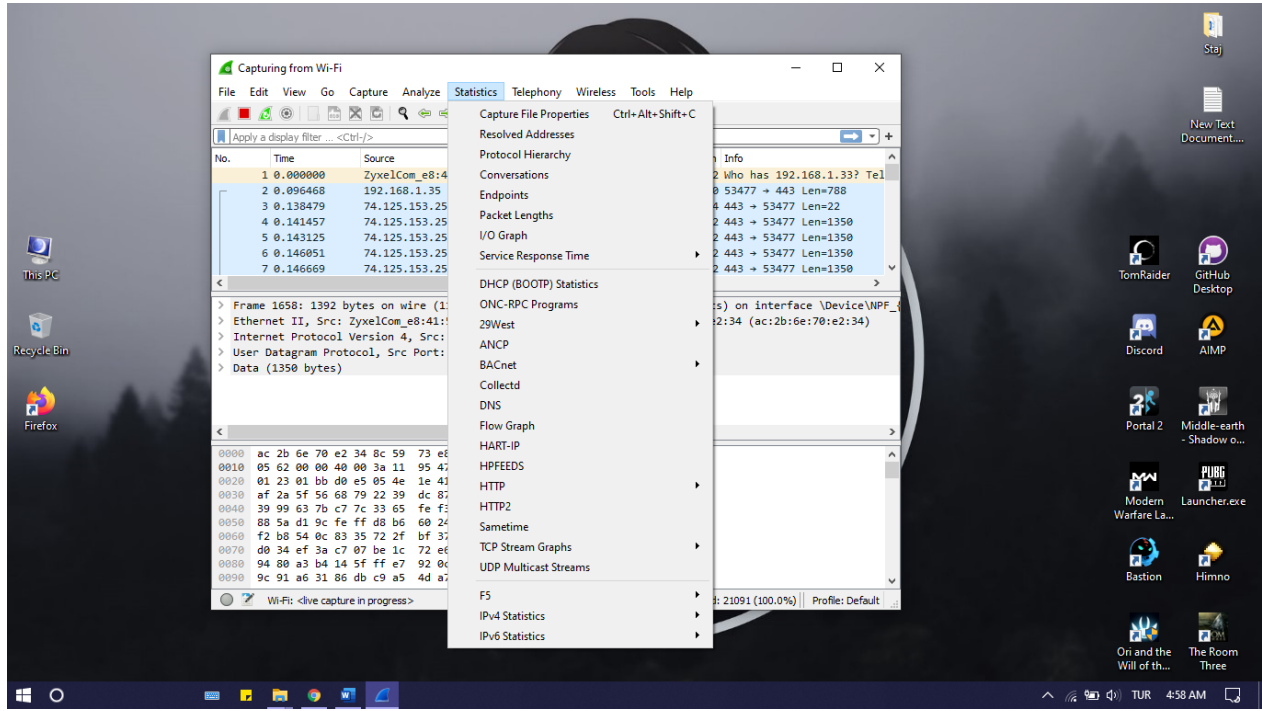 Staj
New Text
Document....
This PC
Recycle Bin
Firefox
Capturing from Wi-Fi
File Edit View Go Capture Analyze Statistics Telephony Wireless Tools Help
Apply a display filter ... <Ctrl-/>
No. Time Source Info
1 0.000000 ZyxelCom_e8:4 2 Who has 192.168.1.33? Tel
2 0.096468 192.168.1.35 53477 → 443 Len=788
3 0.138479 74.125.153.25 4 443 → 53477 Len=22
4 0.141457 74.125.153.25 2 443 → 53477 Len=1350
5 0.143125 74.125.153.25 2 443 → 53477 Len=1350
6 0.146051 74.125.153.25 2 443 → 53477 Len=1350
7 0.146669 74.125.153.25 2 443 → 53477 Len=1350
Frame 1658: 1392 bytes on wire (1 s) on interface \Device\NPF_{
Ethernet II, Src: ZyxelCom_e8:41: 2:34 (ac:2b:6e:70:e2:34)
Internet Protocol Version 4, Src:
User Datagram Protocol, Src Port:
Data (1350 bytes)
0000 ac 2b 6e 70 e2 34 8c 59 73 e8
0010 05 62 00 00 40 00 3a 11 95 47
0020 01 23 01 bb d0 e5 05 4e 1e 41
0030 af 2a 5f 56 68 79 22 39 dc 87
0040 39 99 63 7b c7 7c 33 65 fe f3
0050 88 5a d1 9c fe ff d8 b6 60 24
0060 f2 b8 54 0c 83 35 72 2f bf 37
0070 d0 34 ef 3a c7 07 be 1c 72 e6
0080 94 80 a3 b4 14 5f ff e7 92 0c
0090 9c 91 a6 31 86 db c9 a5 4d a7
Wi-Fi: <live capture in progress> d: 21091 (100.0%) Profile: Default
Capture File Properties Ctrl+Alt+Shift+C
Resolved Addresses
Protocol Hierarchy
Conversations
Endpoints
Packet Lengths
I/O Graph
Service Response Time
DHCP (BOOTP) Statistics
ONC-RPC Programs
29West
ANCP
BACnet
Collectd
DNS
Flow Graph
HART-IP
HPFEEDS
HTTP
HTTP2
Sametime
TCP Stream Graphs
UDP Multicast Streams
F5
IPv4 Statistics
IPv6 Statistics
TomRaider
GitHub
Desktop
Discord
AIMP
Portal 2
Middle-earth
- Shadow o...
PUBG
Modern
Warfare La...
Launcher.exe
Bastion
Himno
Ori and the
Will of th...
The Room
Three
TUR 4:58 AM